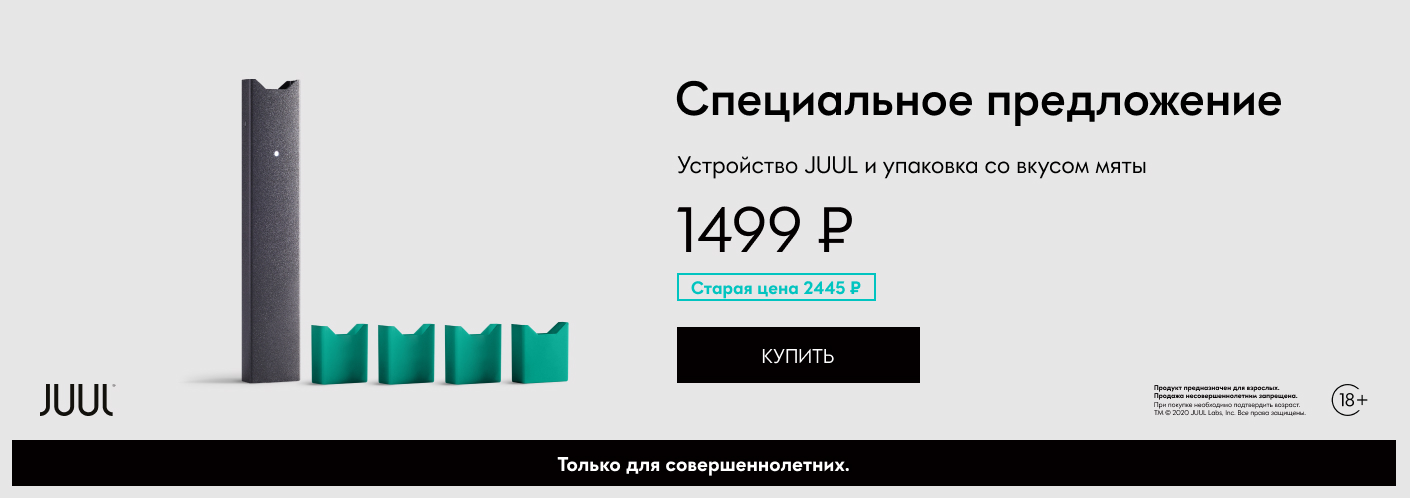 Специальное предложение
Устройство JUUL и упаковка со вкусом мяты
1499 ₽
Старая цена 2445 ₽
КУПИТЬ
JUUL
Продукт предназначен для взрослых.
Продажа несовершеннолетним запрещена.
При покупке необходимо подтвердить возраст.
TM © 2020 JUUL Labs, Inc. Все права защищены.
18+
Только для совершеннолетних.